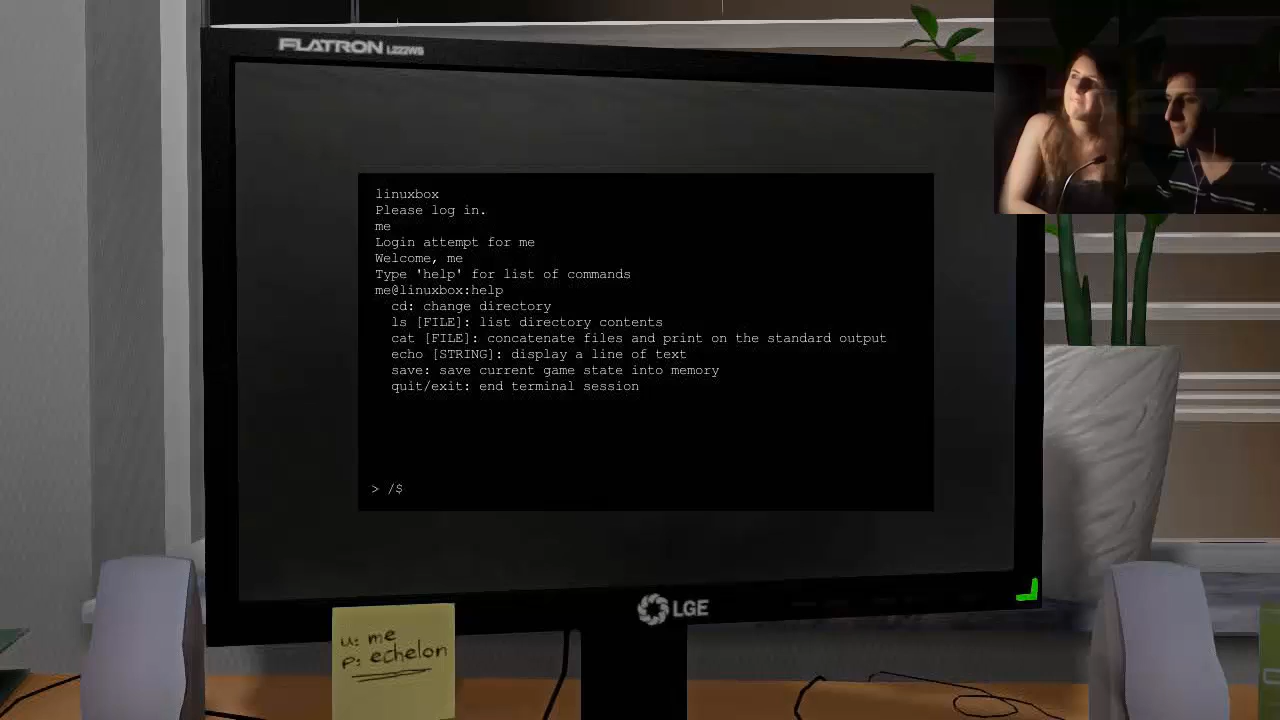 FLATRON L222WS
linuxbox
Please log in.
me
Login attempt for me
Welcome, me
Type 'help' for list of commands
me@linuxbox:help
cd: change directory
ls [FILE]: list directory contents
cat [FILE]: concatenate files and print on the standard output
echo [STRING]: display a line of text
save: save current game state into memory
quit/exit: end terminal session
> /$
LGE
u: me
p: echelon